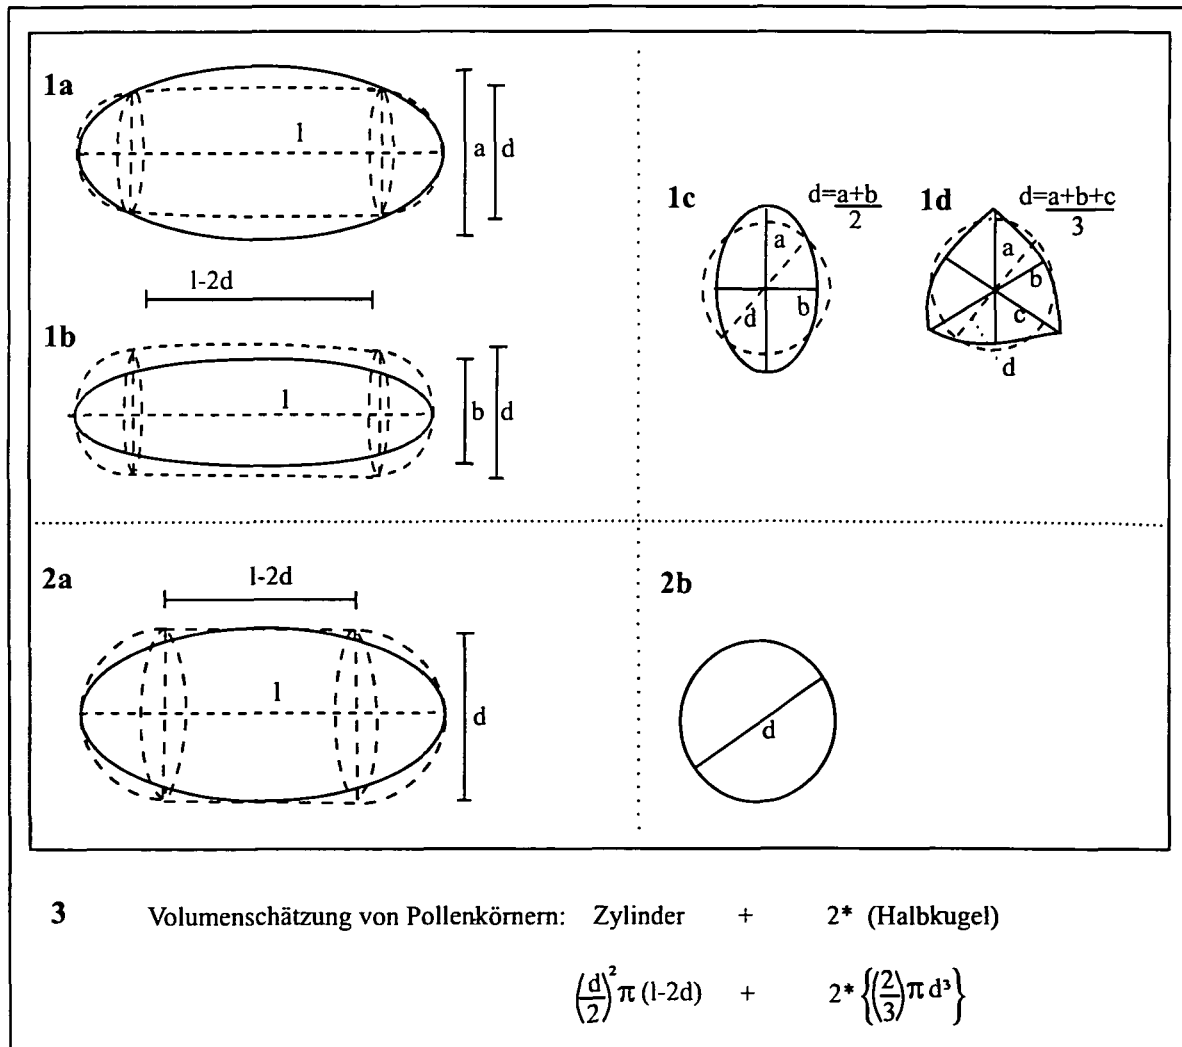 1a
l
a
d
l-2d
1b
l
b
d
1c
d=a+b
2
a
b
d
1d
d=a+b+c
3
a
b
c
d
2a
l-2d
l
d
2b
d
3 Volumenschätzung von Pollenkörnern: Zylinder + 2* (Halbkugel)
(d/2)² π (l-2d) + 2* {(2/3) π d³}